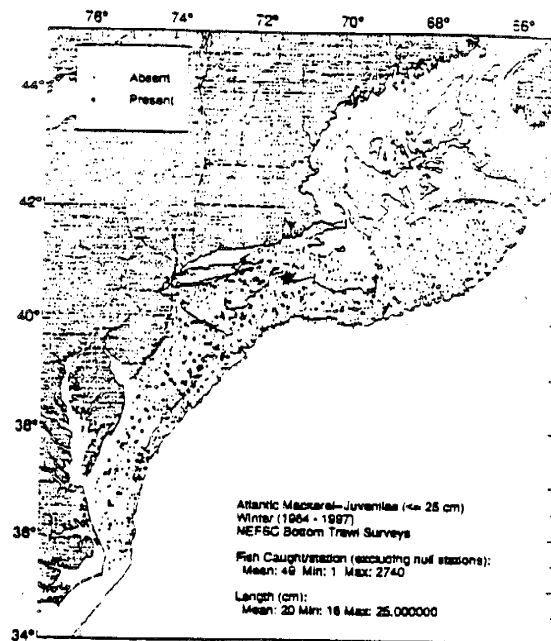 76° 74° 72° 70° 68° 66°
44°
Absent
Present
42°
40°
38°
36°
34°
Atlantic Mackerel–Juveniles (<= 25 cm)
Winter (1964 - 1997)
NEFSC Bottom Trawl Surveys
Fish Caught/station (excluding null stations):
Mean: 49 Min: 1 Max: 2740
Length (cm):
Mean: 20 Min: 16 Max: 25.000000